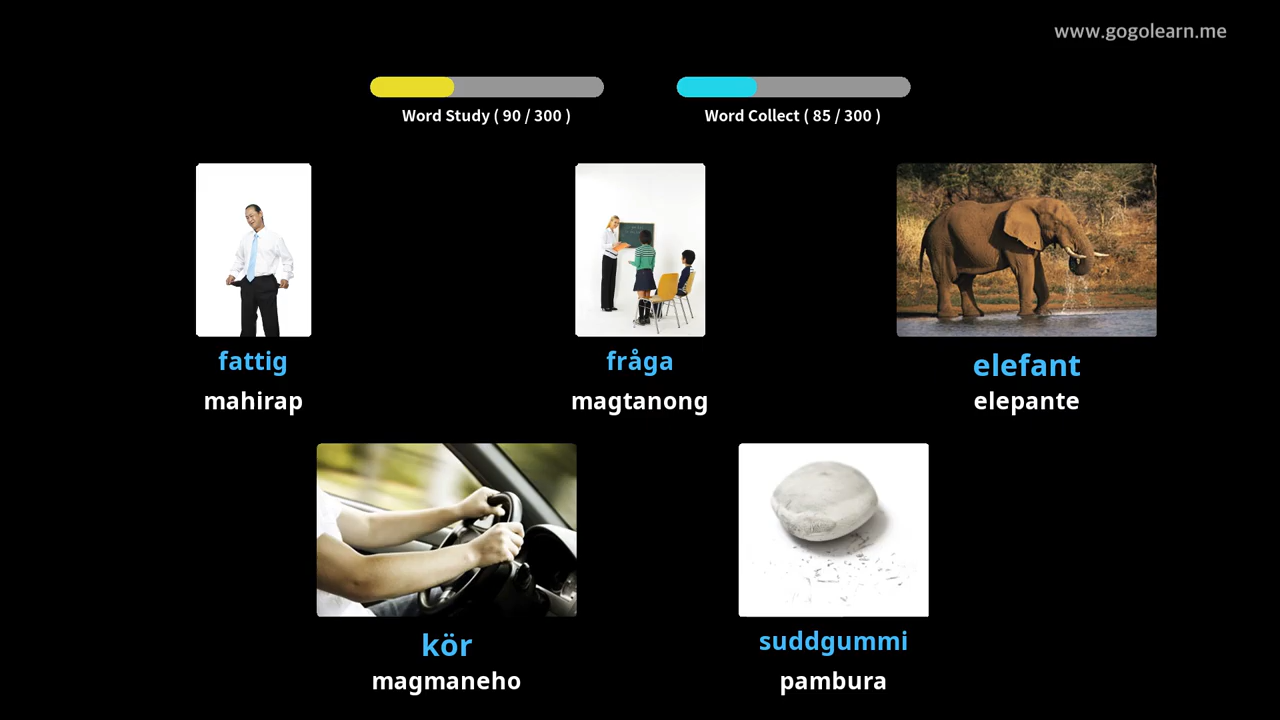 www.gogolearn.me
Word Study ( 90 / 300 )
Word Collect ( 85 / 300 )
fattig
mahirap
fråga
magtanong
elefant
elepante
kör
magmaneho
suddgummi
pambura